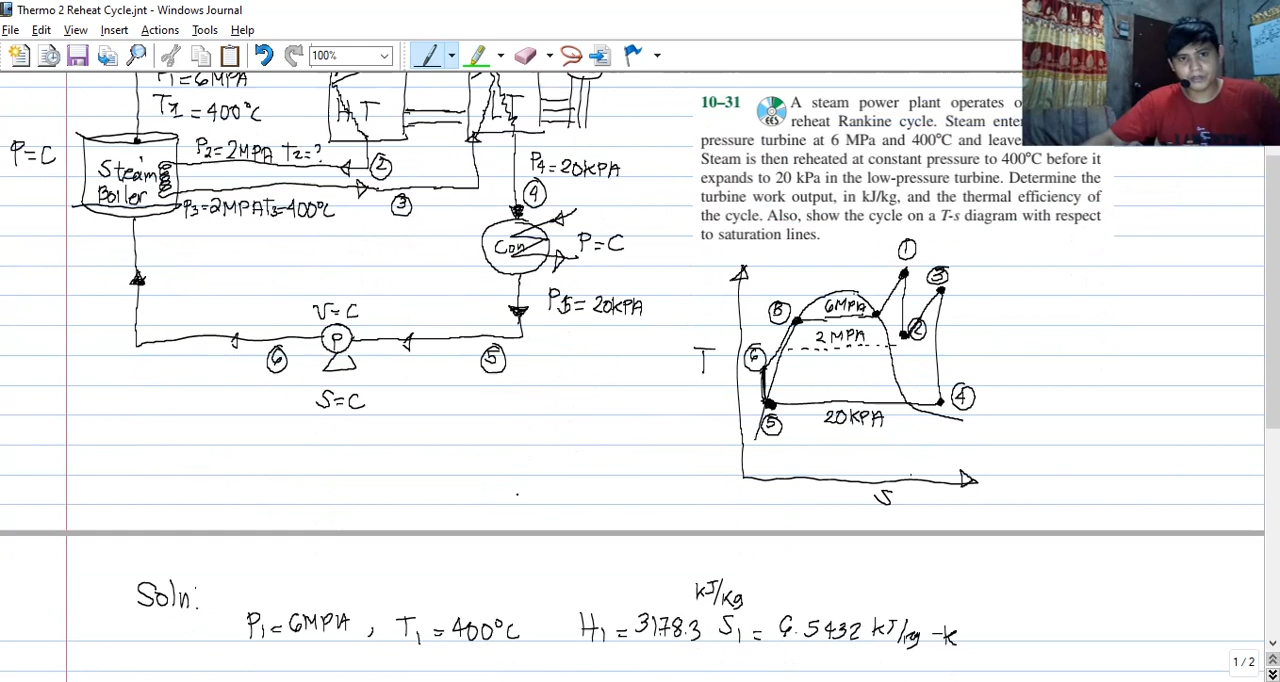 Thermo 2 Reheat Cycle.jnt - Windows Journal
File Edit View Insert Actions Tools Help
100%
T1 = 6MPA
T1 = 400°C
P=C
Steam Boiler
P2=2MPA T2=?
②
P3=2MPA T3=400°C
③
H T
LT
P4=20KPA
④
Con
P=C
P5=20KPA
V=C
P
⑥
⑤
S=C
10–31 EES A steam power plant operates o
reheat Rankine cycle. Steam ente
pressure turbine at 6 MPa and 400°C and leave
Steam is then reheated at constant pressure to 400°C before it
expands to 20 kPa in the low-pressure turbine. Determine the
turbine work output, in kJ/kg, and the thermal efficiency of
the cycle. Also, show the cycle on a T-s diagram with respect
to saturation lines.
①
③
B
6MPA
②
2 MPA
T
⑥
④
⑤
20KPA
S
Soln:
KJ/Kg
P1=6MPA , T1=400°C H1=3178.3 S1= 6.5432 KJ/kg-K
1 / 2